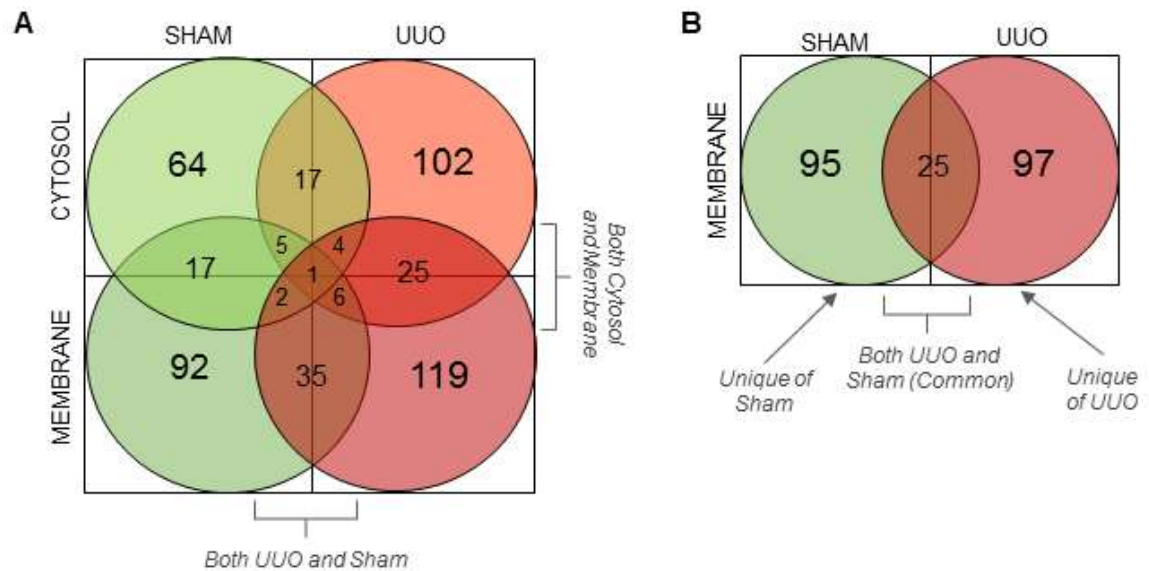 A
SHAM
UUO
CYTOSOL
MEMBRANE
64
17
102
5
4
17
1
25
2
6
92
35
119
Both Cytosol
and Membrane
Both UUO and Sham
B
SHAM
UUO
MEMBRANE
95
25
97
Unique of
Sham
Both UUO and
Sham (Common)
Unique
of UUO